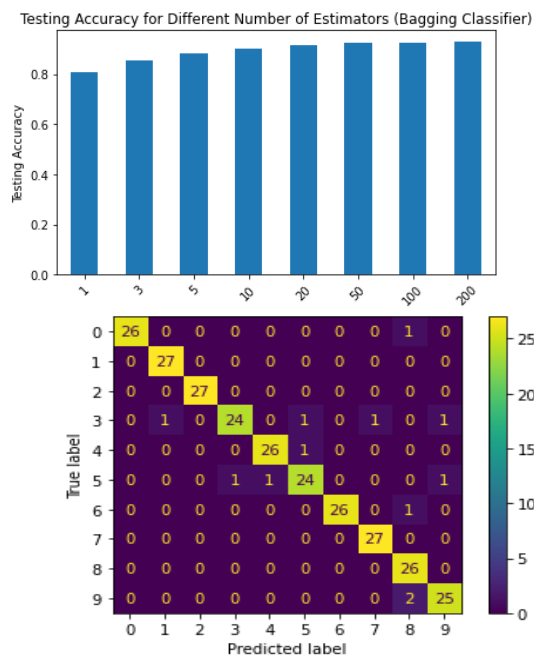 Testing Accuracy for Different Number of Estimators (Bagging Classifier)
0.8
0.6
0.4
0.2
0.0
Testing Accuracy
1 3 5 10 20 50 100 200
0 26 0 0 0 0 0 0 0 1 0
1 0 27 0 0 0 0 0 0 0 0
2 0 0 27 0 0 0 0 0 0 0
3 0 1 0 24 0 1 0 1 0 1
4 0 0 0 0 26 1 0 0 0 0
5 0 0 0 1 1 24 0 0 0 1
6 0 0 0 0 0 0 26 0 1 0
7 0 0 0 0 0 0 0 27 0 0
8 0 0 0 0 0 0 0 0 26 0
9 0 0 0 0 0 0 0 0 2 25
True label
0 1 2 3 4 5 6 7 8 9
Predicted label
25
20
15
10
5
0